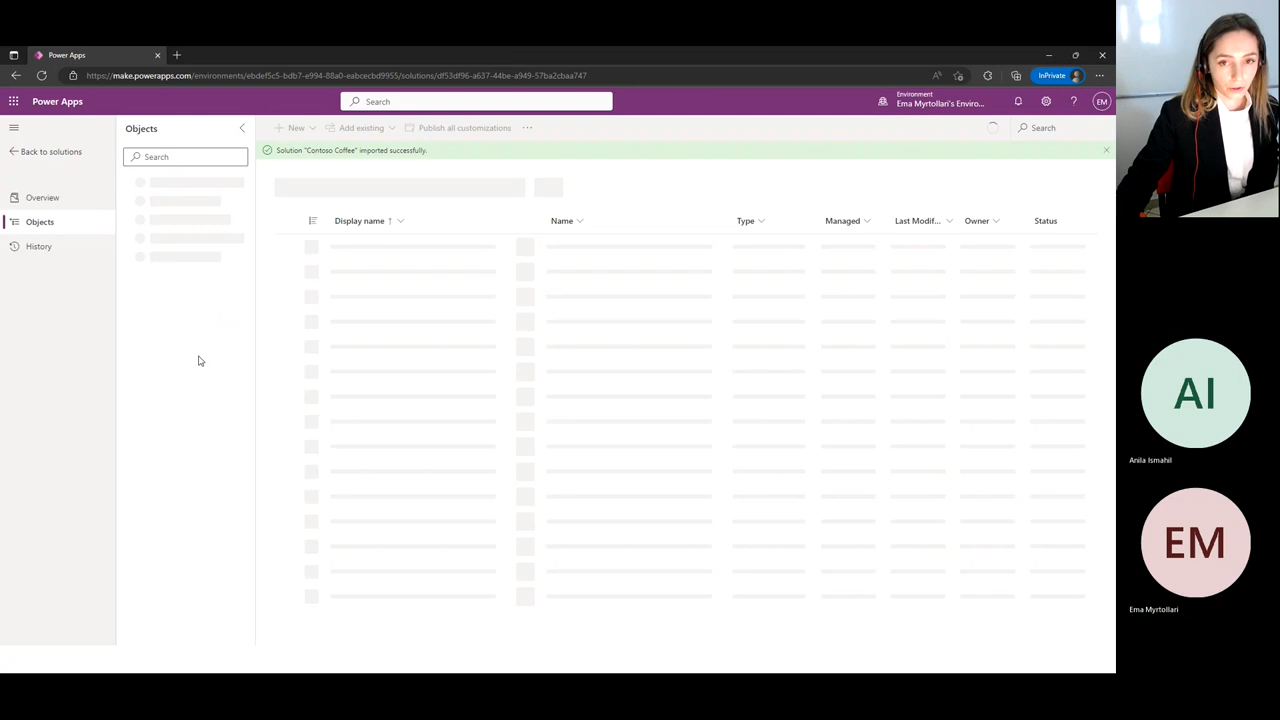 Power Apps
https://make.powerapps.com/environments/ebdef5c5-bdb7-e994-88a0-eabcecbd9955/solutions/df53df96-a637-44be-a949-57ba2cbaa747
InPrivate
Power Apps
Search
Environment
Ema Myrtollari's Enviro...
EM
Back to solutions
Overview
Objects
History
Objects
Search
New
Add existing
Publish all customizations
Search
Solution "Contoso Coffee" imported successfully.
Display name
Name
Type
Managed
Last Modif...
Owner
Status
AI
Anila Ismahil
EM
Ema Myrtollari